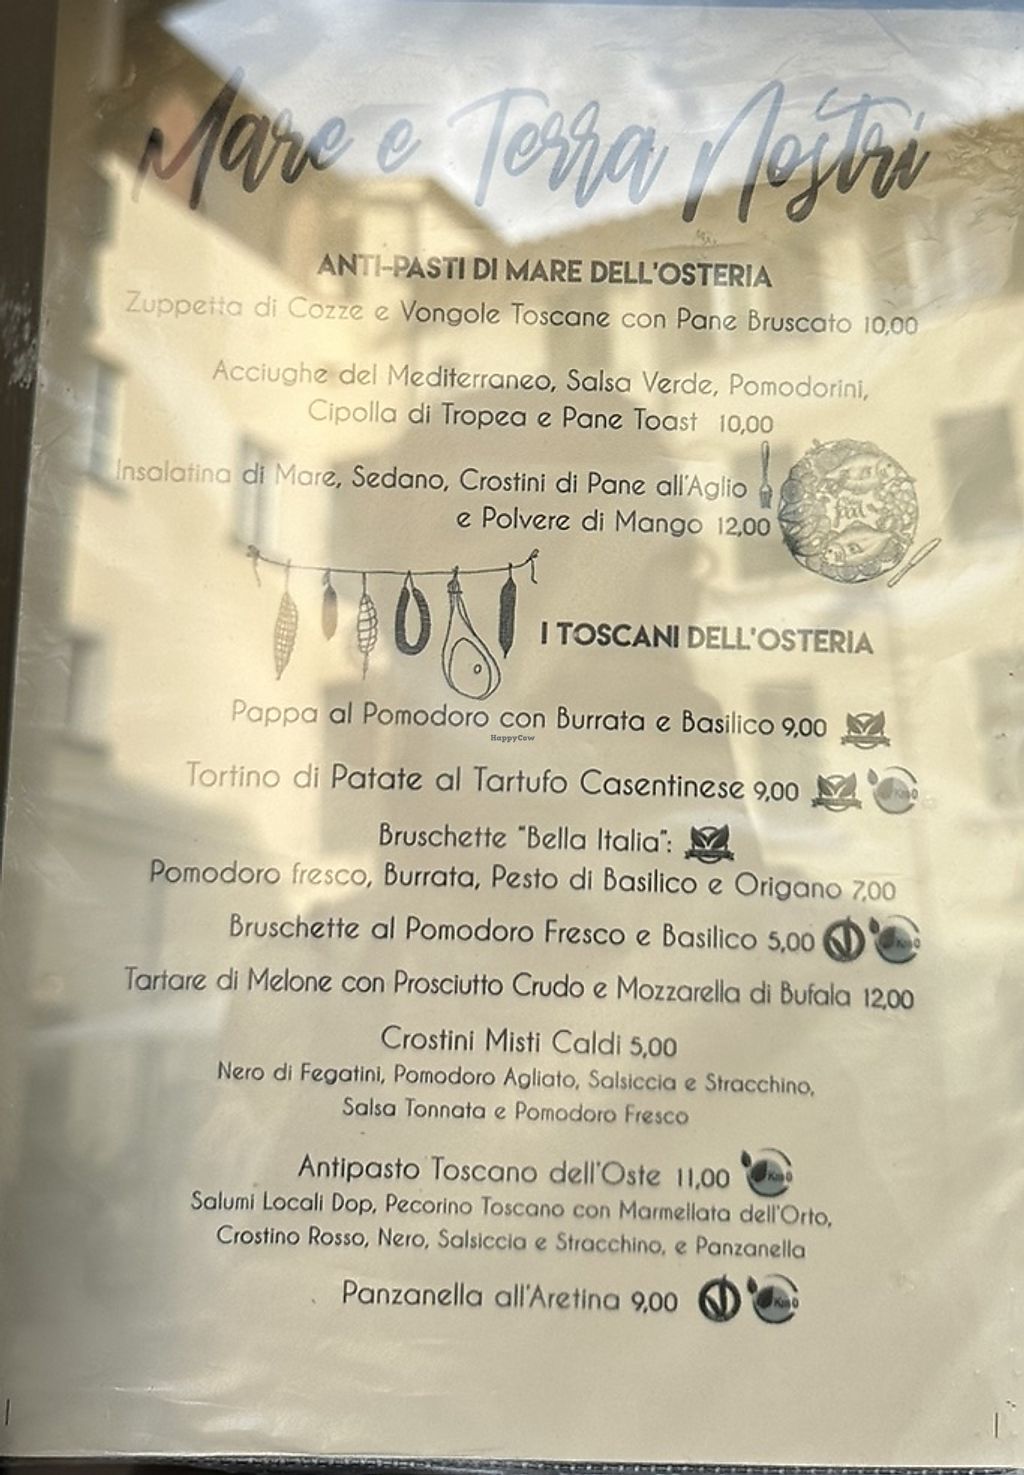 Mare e Terra Nostri
ANTI-PASTI DI MARE DELL'OSTERIA
Zuppetta di Cozze e Vongole Toscane con Pane Bruscato 10,00
Acciughe del Mediterraneo, Salsa Verde, Pomodorini,
Cipolla di Tropea e Pane Toast 10,00
Insalatina di Mare, Sedano, Crostini di Pane all'Aglio
e Polvere di Mango 12,00
I TOSCANI DELL'OSTERIA
Pappa al Pomodoro con Burrata e Basilico 9,00
HappyCow
Tortino di Patate al Tartufo Casentinese 9,00
Bruschette "Bella Italia":
Pomodoro fresco, Burrata, Pesto di Basilico e Origano 7,00
Bruschette al Pomodoro Fresco e Basilico 5,00
Tartare di Melone con Prosciutto Crudo e Mozzarella di Bufala 12,00
Crostini Misti Caldi 5,00
Nero di Fegatini, Pomodoro Agliato, Salsiccia e Stracchino,
Salsa Tonnata e Pomodoro Fresco
Antipasto Toscano dell'Oste 11,00 Km 0
Salumi Locali Dop, Pecorino Toscano con Marmellata dell'Orto,
Crostino Rosso, Nero, Salsiccia e Stracchino, e Panzanella
Panzanella all'Aretina 9,00 Km 0